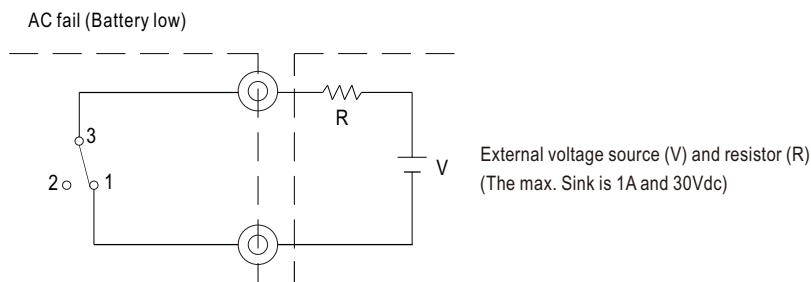 AC fail (Battery low)
R
3
V
External voltage source (V) and resistor (R)
2
1
(The max. Sink is 1A and 30Vdc)